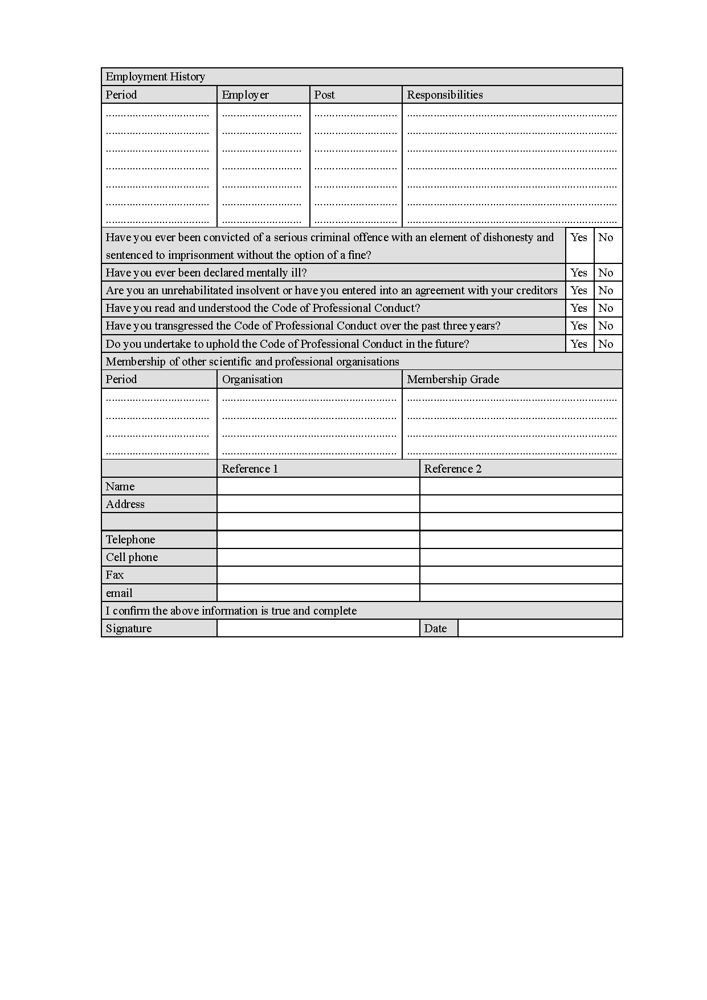 Employment History
Period Employer Post Responsibilities
................................... ........................... ............................ .......................................................................
................................... ........................... ............................ .......................................................................
................................... ........................... ............................ .......................................................................
................................... ........................... ............................ .......................................................................
................................... ........................... ............................ .......................................................................
................................... ........................... ............................ .......................................................................
................................... ........................... ............................ .......................................................................
Have you ever been convicted of a serious criminal offence with an element of dishonesty and Yes No
sentenced to imprisonment without the option of a fine?
Have you ever been declared mentally ill? Yes No
Are you an unrehabilitated insolvent or have you entered into an agreement with your creditors Yes No
Have you read and understood the Code of Professional Conduct? Yes No
Have you transgressed the Code of Professional Conduct over the past three years? Yes No
Do you undertake to uphold the Code of Professional Conduct in the future? Yes No
Membership of other scientific and professional organisations
Period Organisation Membership Grade
................................... ........................................................... .......................................................................
................................... ........................................................... .......................................................................
................................... ........................................................... .......................................................................
................................... ........................................................... .......................................................................
Reference 1 Reference 2
Name
Address
Telephone
Cell phone
Fax
email
I confirm the above information is true and complete
Signature Date